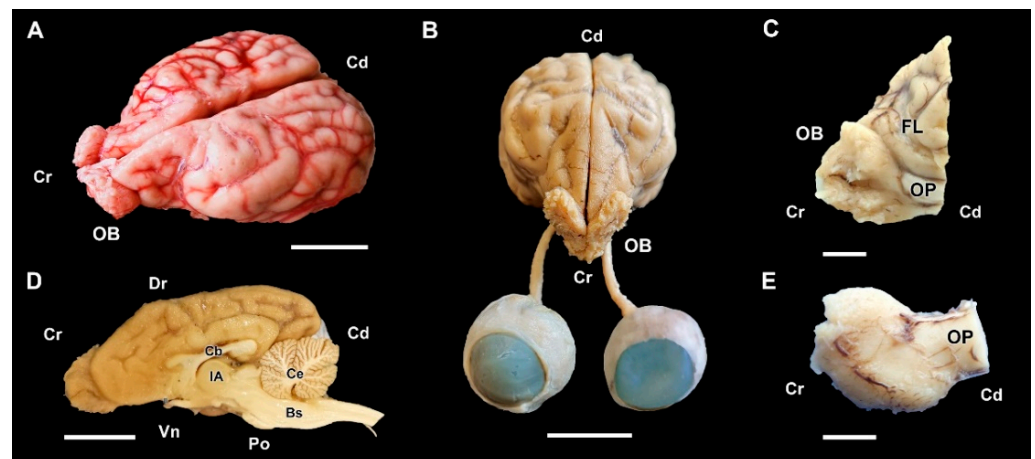 A
Cd
Cr
OB
B
Cd
OB
Cr
C
OB
FL
OP
Cr
Cd
D
Dr
Cr
Cd
Cb
IA
Ce
Bs
Vn
Po
E
OP
Cr
Cd